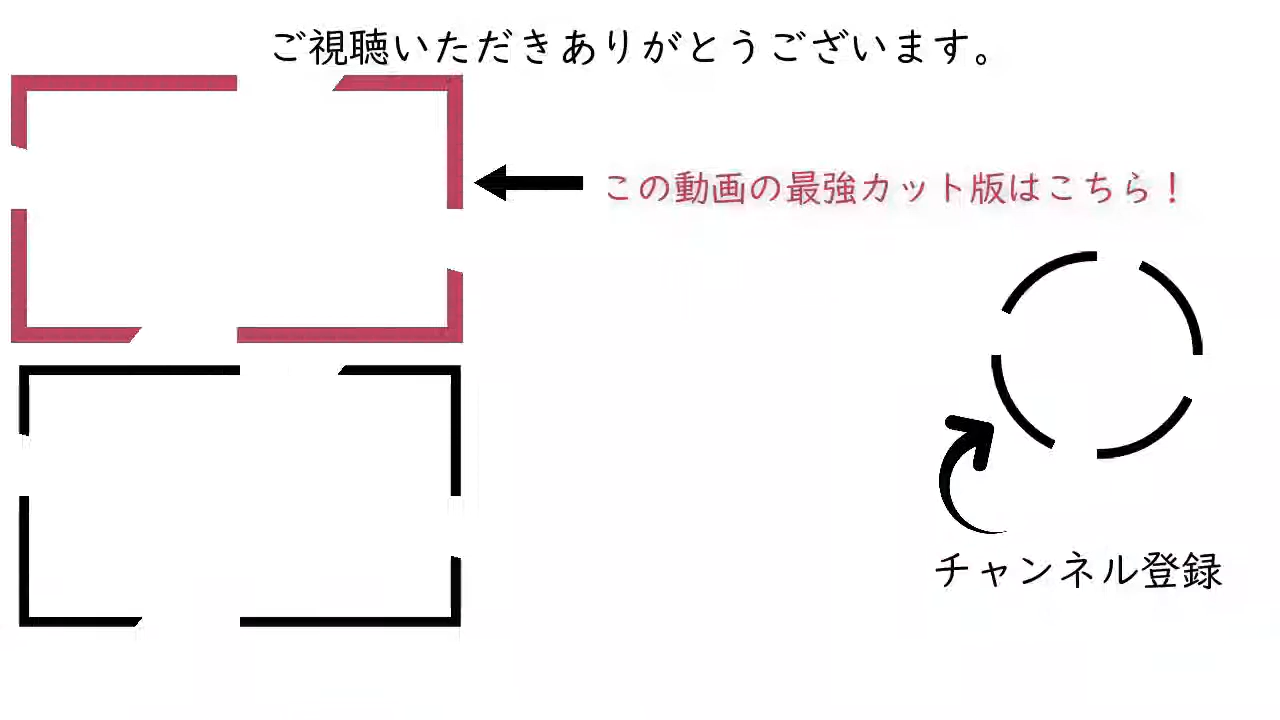 ご視聴いただきありがとうございます。
この動画の最強カット版はこちら！
チャンネル登録